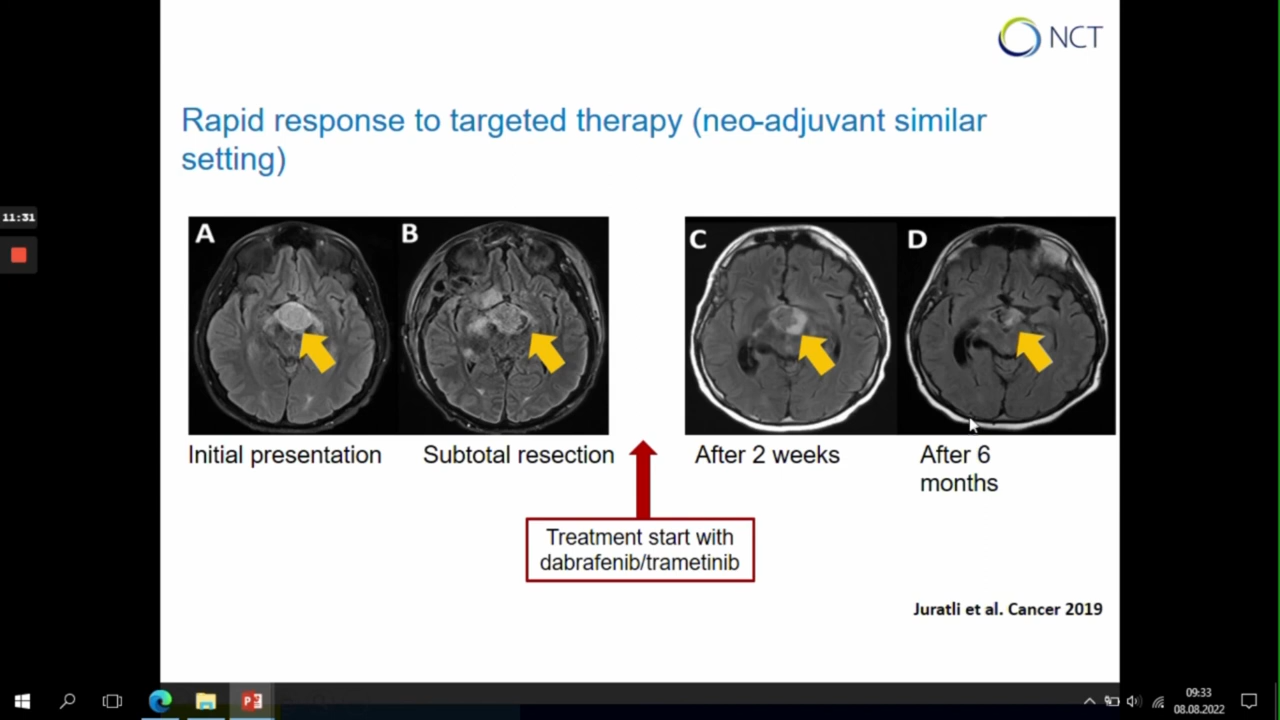 NCT
Rapid response to targeted therapy (neo-adjuvant similar
setting)
11:31
A
B
C
D
Initial presentation
Subtotal resection
After 2 weeks
After 6
months
Treatment start with
dabrafenib/trametinib
Juratli et al. Cancer 2019
09:33
08.08.2022